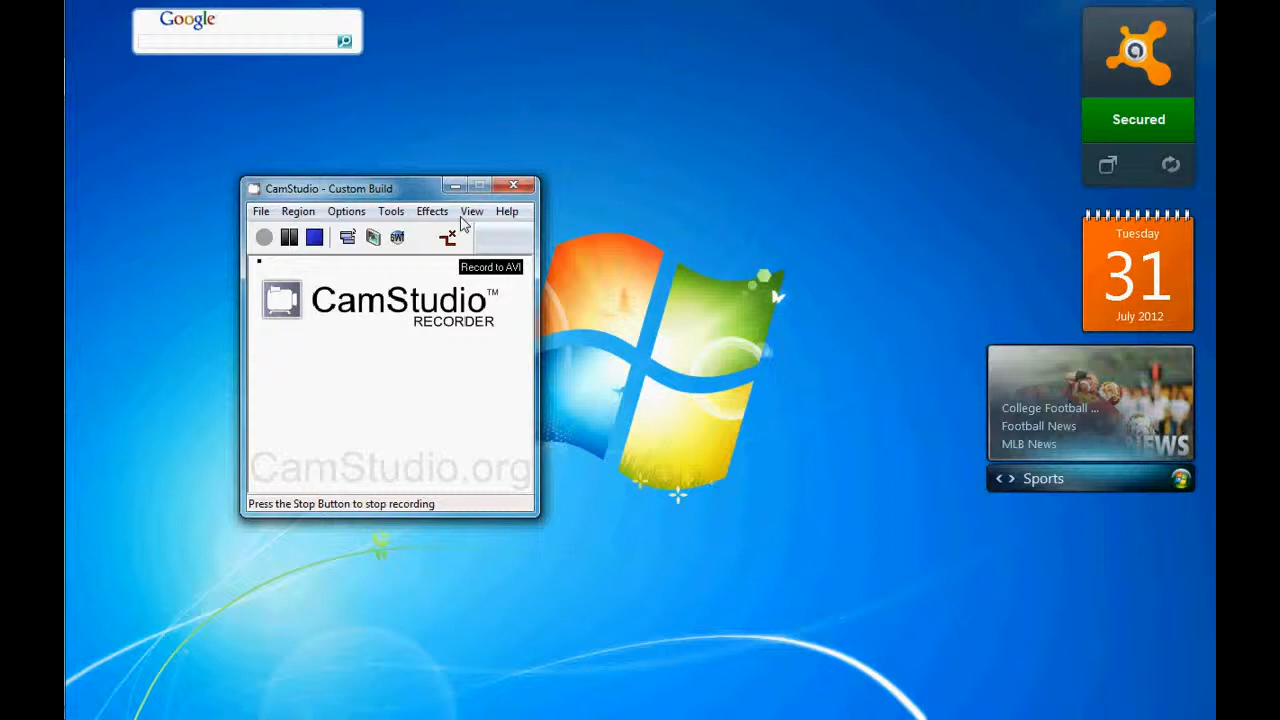 Google
Secured
Tuesday
31
July 2012
CamStudio - Custom Build
File Region Options Tools Effects View Help
Record to AVI
CamStudio™
RECORDER
CamStudio.org
Press the Stop Button to stop recording
College Football ...
Football News
MLB News
NEWS
< > Sports